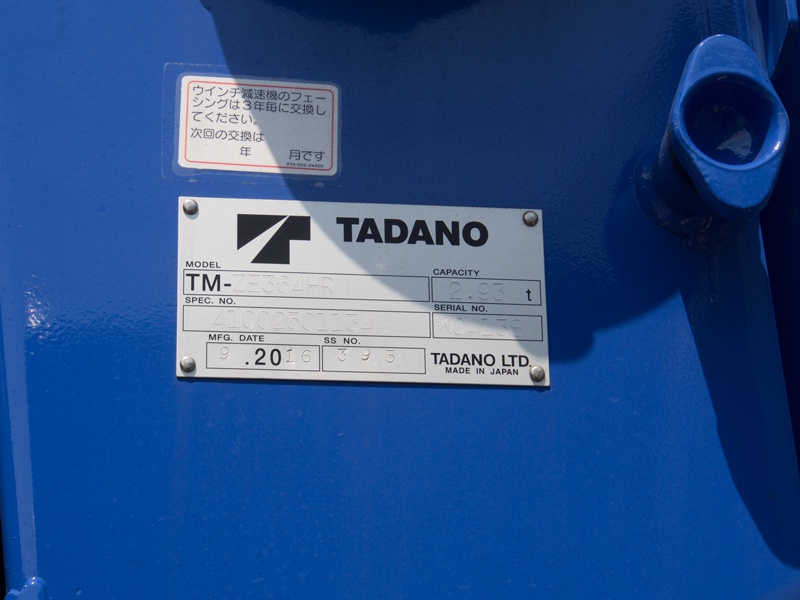 ウインチ減速機のフェー
シングは3年毎に交換し
てください。
次回の交換は
年 月です
TADANO
MODEL
TM-ZE364HR
CAPACITY
2.93 t
SPEC. NO.
41002501134
SERIAL NO.
MFG. DATE
9 .2016
SS NO.
395
TADANO LTD.
MADE IN JAPAN